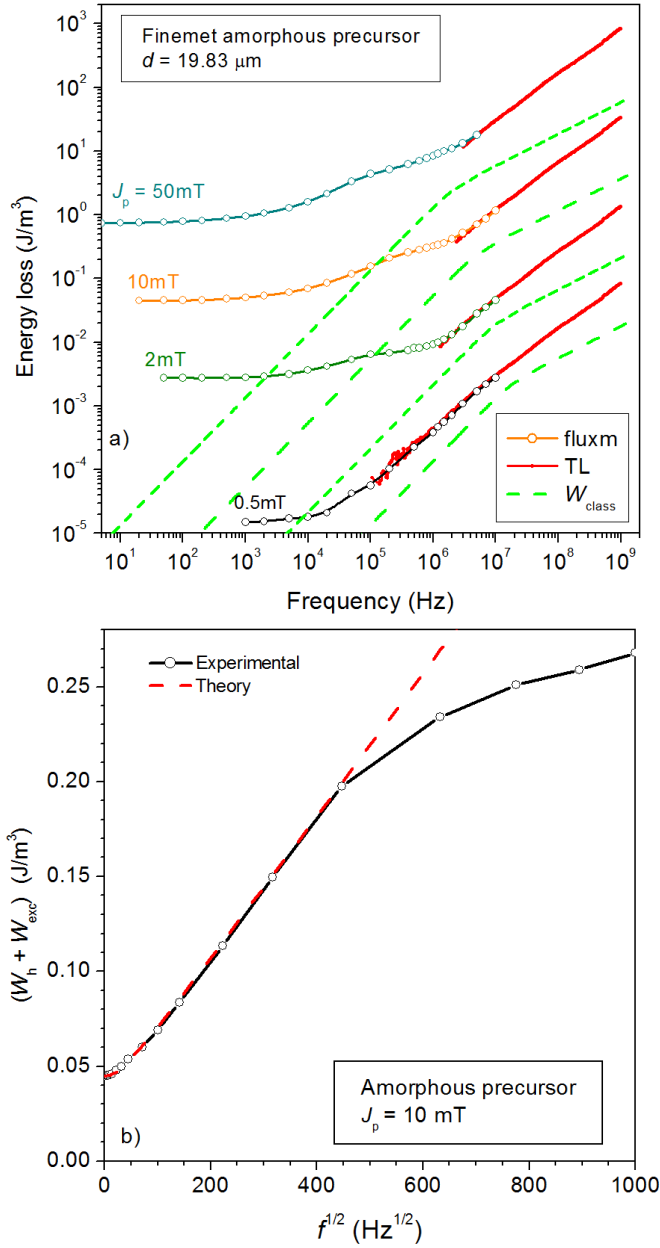 Finemet amorphous precursor
d = 19.83 μm
10³
10²
10¹
10⁰
10⁻¹
10⁻²
10⁻³
10⁻⁴
10⁻⁵
Energy loss (J/m³)
Jₚ = 50mT
10mT
2mT
0.5mT
a)
fluxm
TL
W_class
10¹ 10² 10³ 10⁴ 10⁵ 10⁶ 10⁷ 10⁸ 10⁹
Frequency (Hz)
Experimental
Theory
0.25
0.20
0.15
0.10
0.05
0.00
(W_h + W_exc) (J/m³)
Amorphous precursor
Jₚ = 10 mT
b)
0 200 400 600 800 1000
f^1/2 (Hz^1/2)